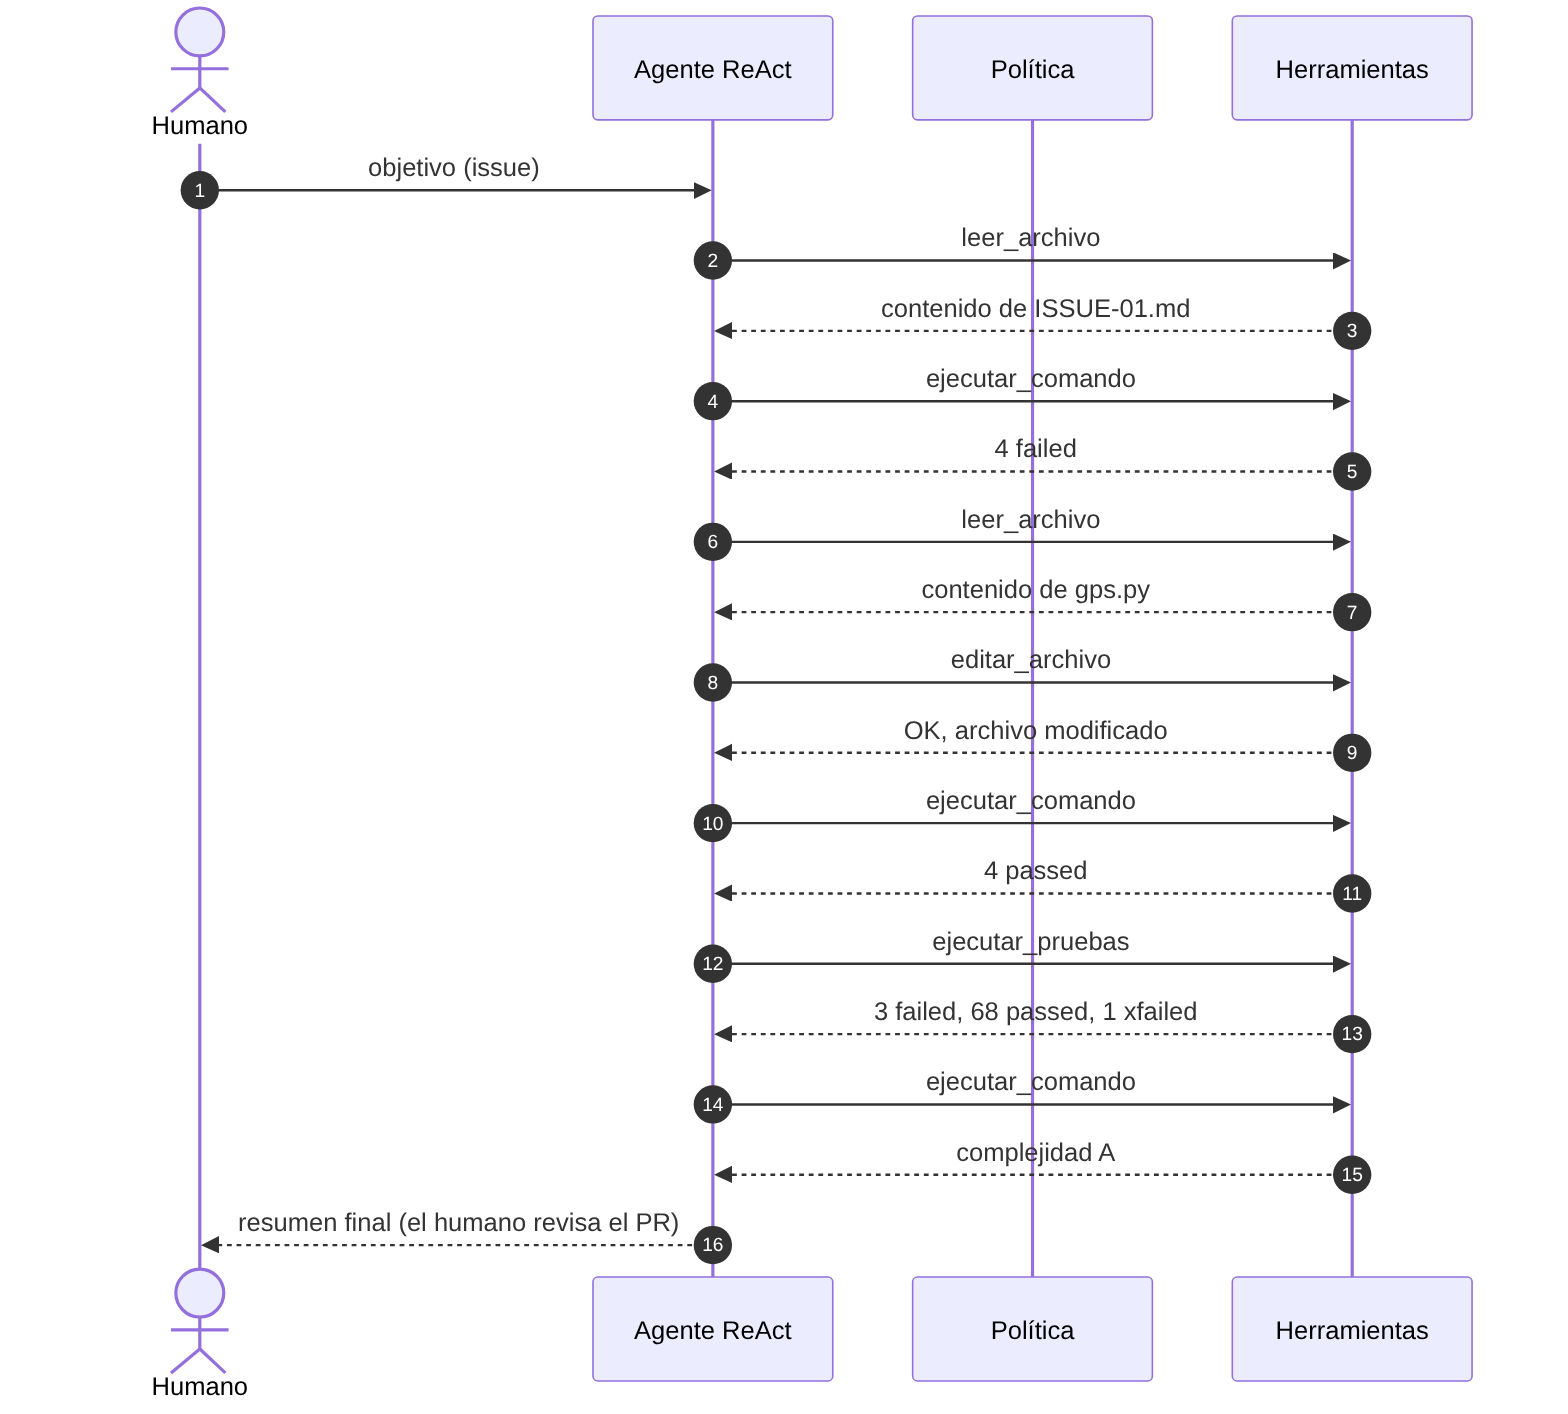 Humano
Agente ReAct
Política
Herramientas
objetivo (issue)
1
leer_archivo
2
contenido de ISSUE-01.md
3
ejecutar_comando
4
4 failed
5
leer_archivo
6
contenido de gps.py
7
editar_archivo
8
OK, archivo modificado
9
ejecutar_comando
10
4 passed
11
ejecutar_pruebas
12
3 failed, 68 passed, 1 xfailed
13
ejecutar_comando
14
complejidad A
15
resumen final (el humano revisa el PR)
16
Humano
Agente ReAct
Política
Herramientas